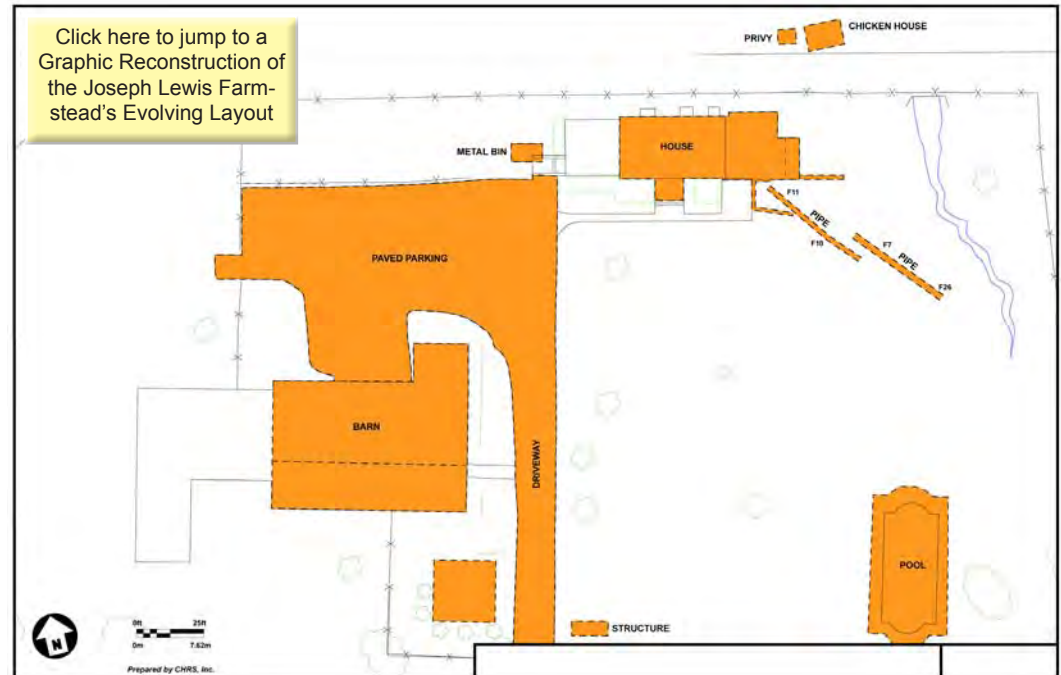 Click here to jump to a
Graphic Reconstruction of
the Joseph Lewis Farm-
stead's Evolving Layout
PRIVY
CHICKEN HOUSE
METAL BIN
HOUSE
F11
PIPE
F10
F7
PIPE
F26
PAVED PARKING
BARN
DRIVEWAY
POOL
STRUCTURE
N
0ft 25ft
0m 7.62m
Prepared by CHRS, Inc.